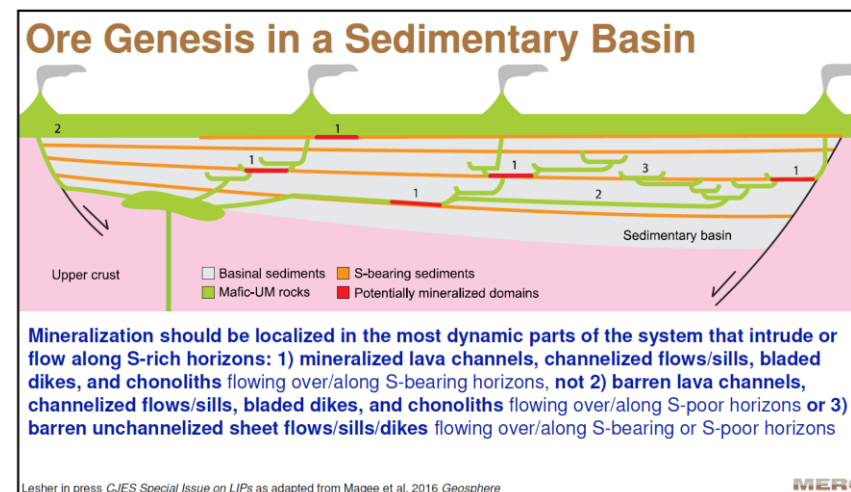 Ore Genesis in a Sedimentary Basin
2
1
1
1
3
1
1
2
Sedimentary basin
Upper crust
Basinal sediments
S-bearing sediments
Mafic-UM rocks
Potentially mineralized domains
Mineralization should be localized in the most dynamic parts of the system that intrude or
flow along S-rich horizons: 1) mineralized lava channels, channelized flows/sills, bladed
dikes, and chonoliths flowing over/along S-bearing horizons, not 2) barren lava channels,
channelized flows/sills, bladed dikes, and chonoliths flowing over/along S-poor horizons or 3)
barren unchannelized sheet flows/sills/dikes flowing over/along S-bearing or S-poor horizons
Lesher in press CJES Special Issue on LIPs as adapted from Magee et al. 2016 Geosphere